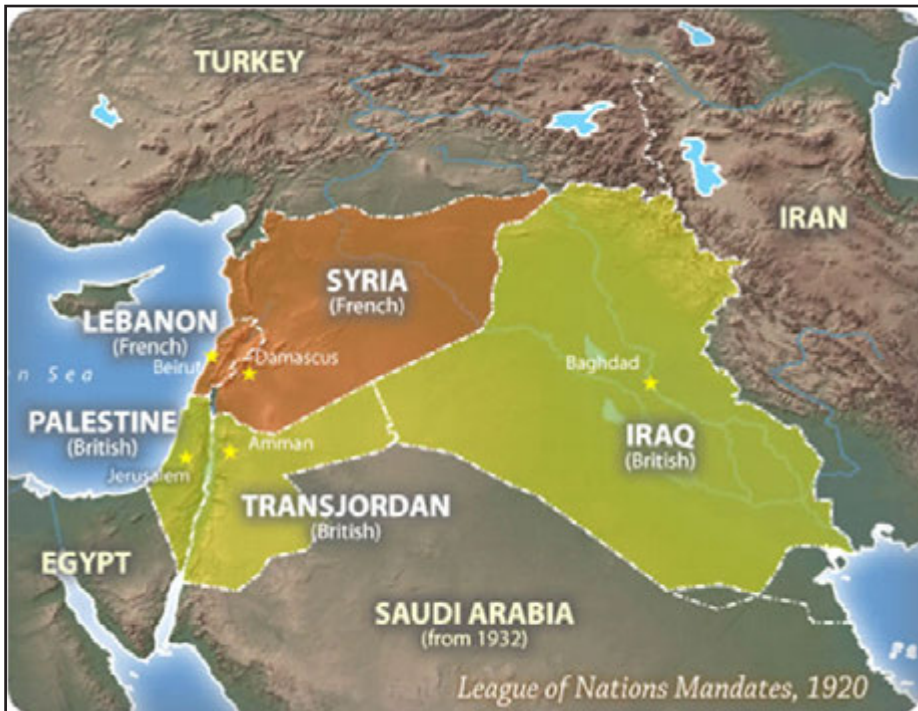 TURKEY
IRAN
SYRIA
(French)
LEBANON
(French)
Beirut
Damascus
n Sea
Baghdad
PALESTINE
(British)
Amman
IRAQ
(British)
Jerusalem
TRANSJORDAN
(British)
EGYPT
SAUDI ARABIA
(from 1932)
League of Nations Mandates, 1920